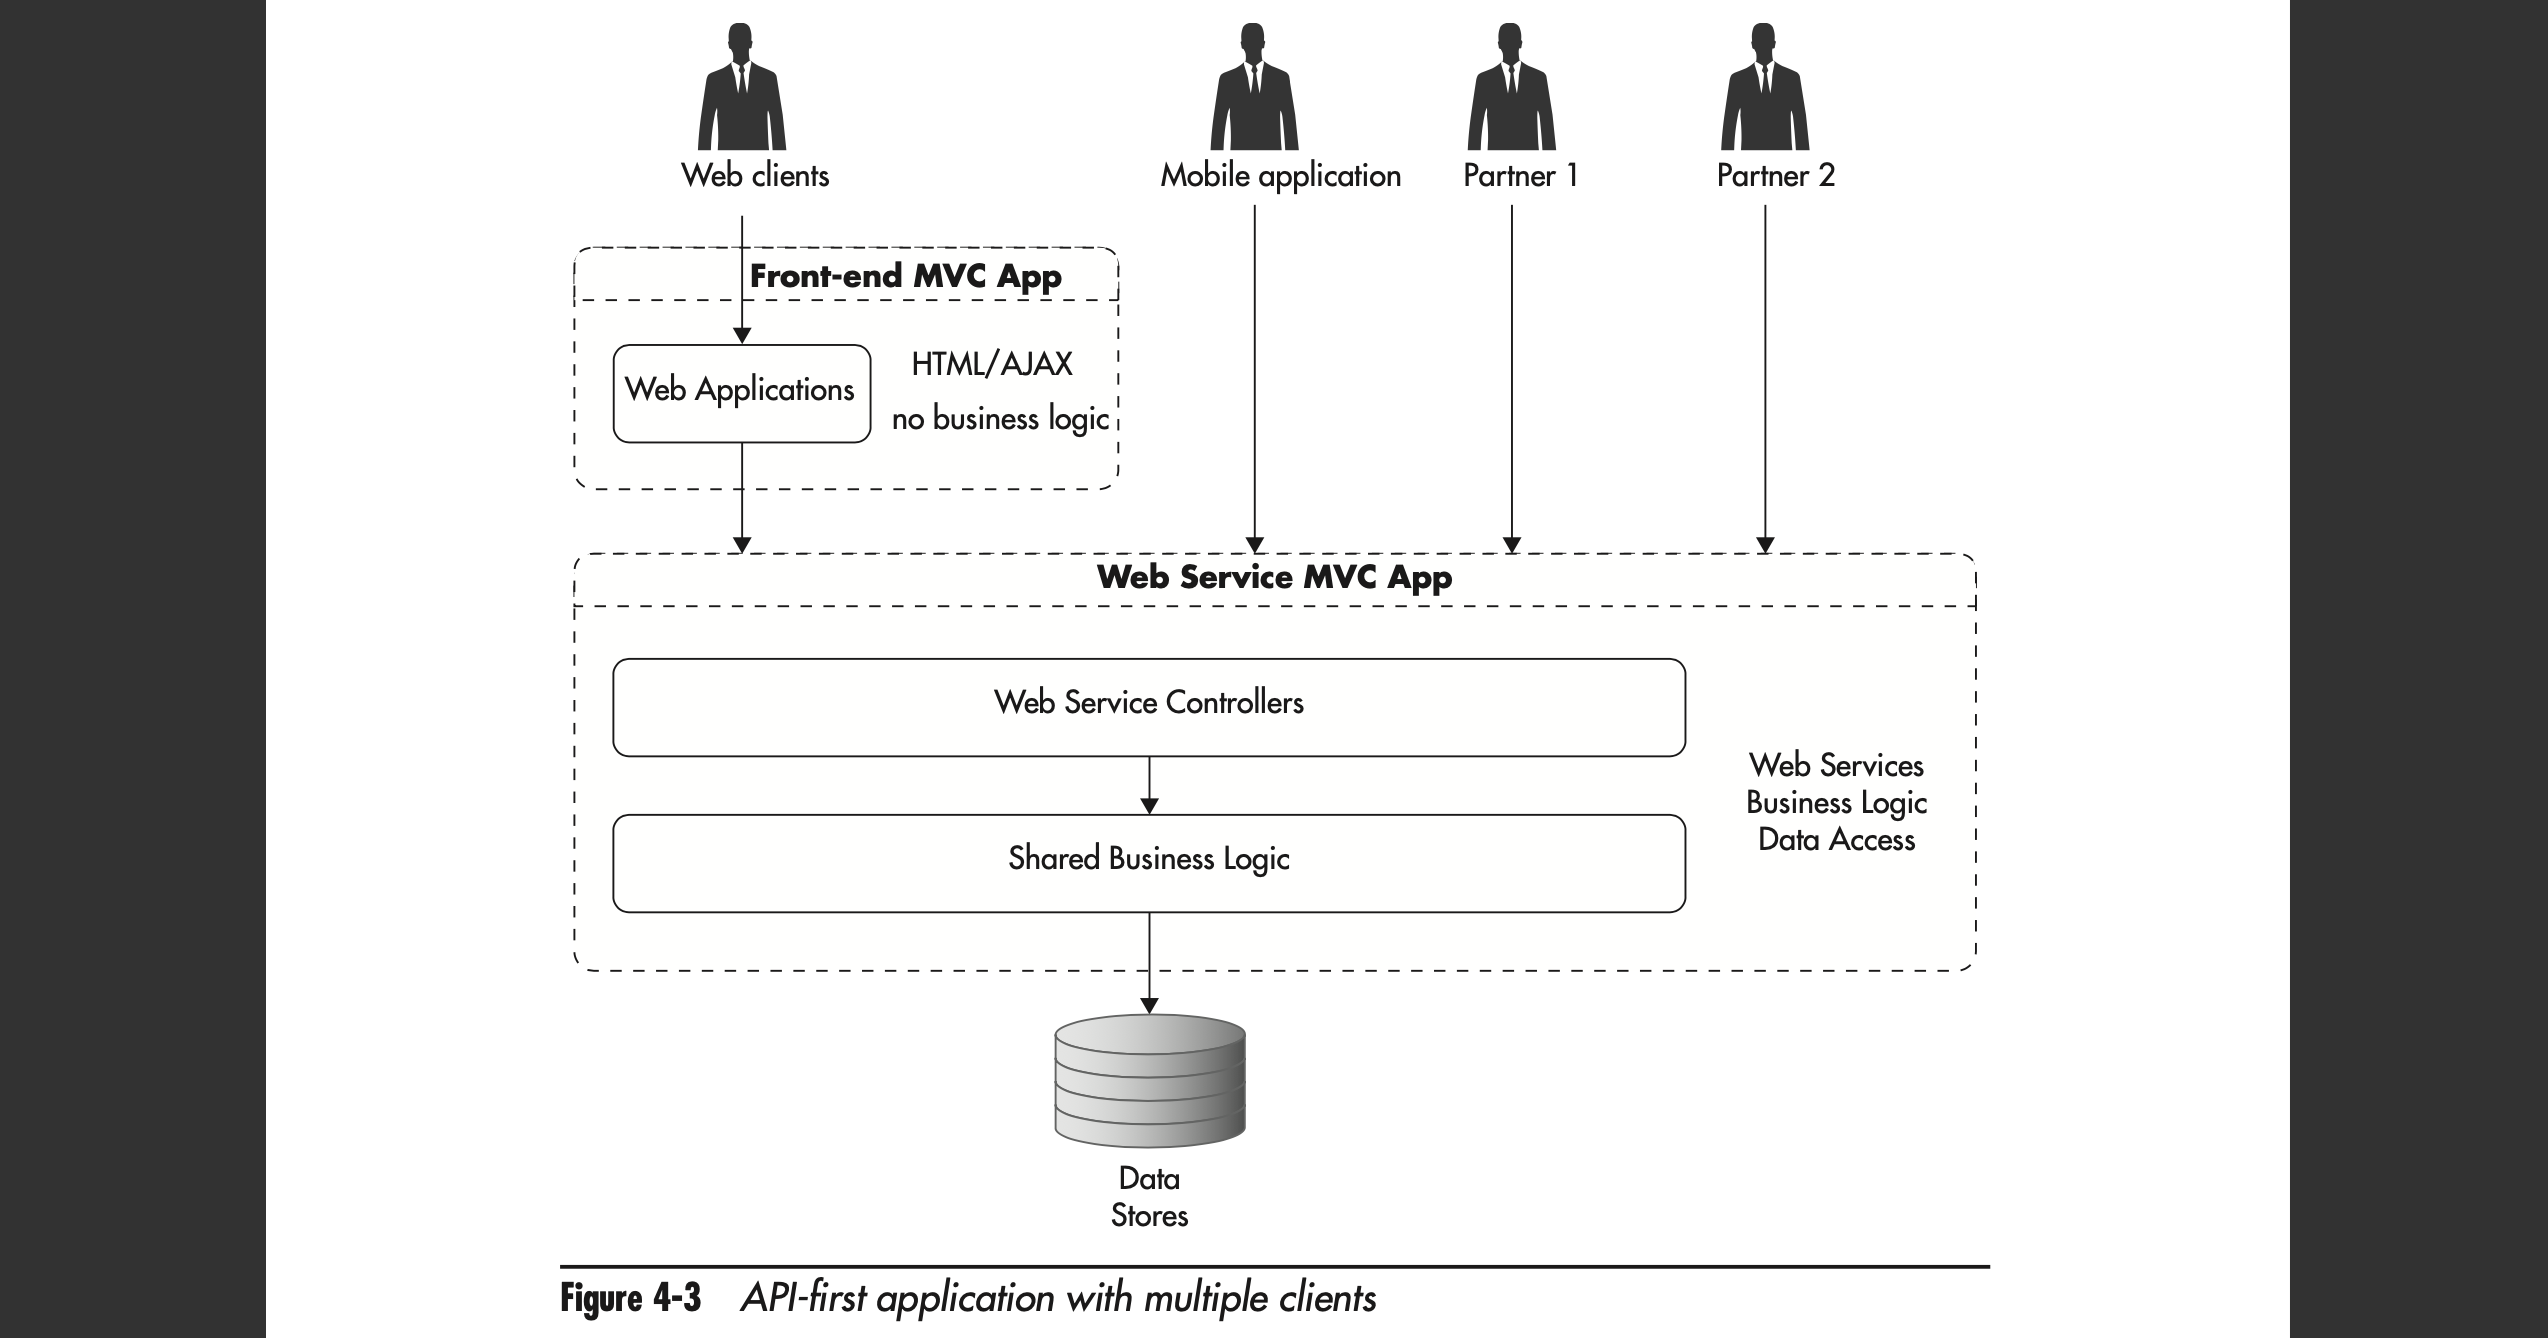 Web clients
Mobile application
Partner 1
Partner 2
Front-end MVC App
Web Applications
HTML/AJAX
no business logic
Web Service MVC App
Web Service Controllers
Shared Business Logic
Web Services
Business Logic
Data Access
Data
Stores
Figure 4-3 API-first application with multiple clients